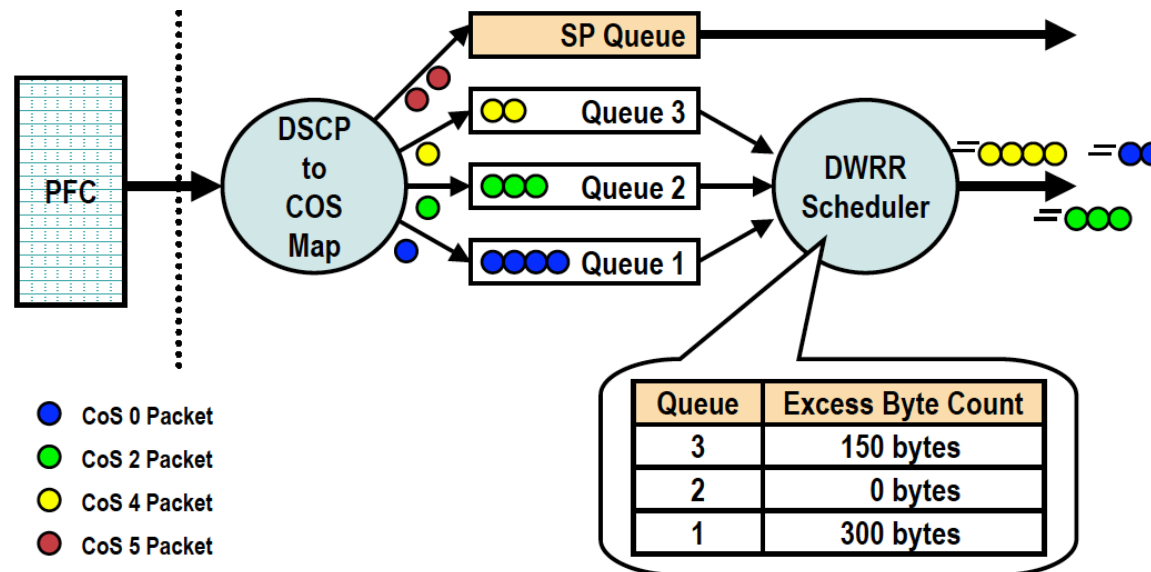 PFC
DSCP
to
COS
Map
SP Queue
Queue 3
Queue 2
Queue 1
DWRR
Scheduler
CoS 0 Packet
CoS 2 Packet
CoS 4 Packet
CoS 5 Packet
Queue Excess Byte Count
3 150 bytes
2 0 bytes
1 300 bytes